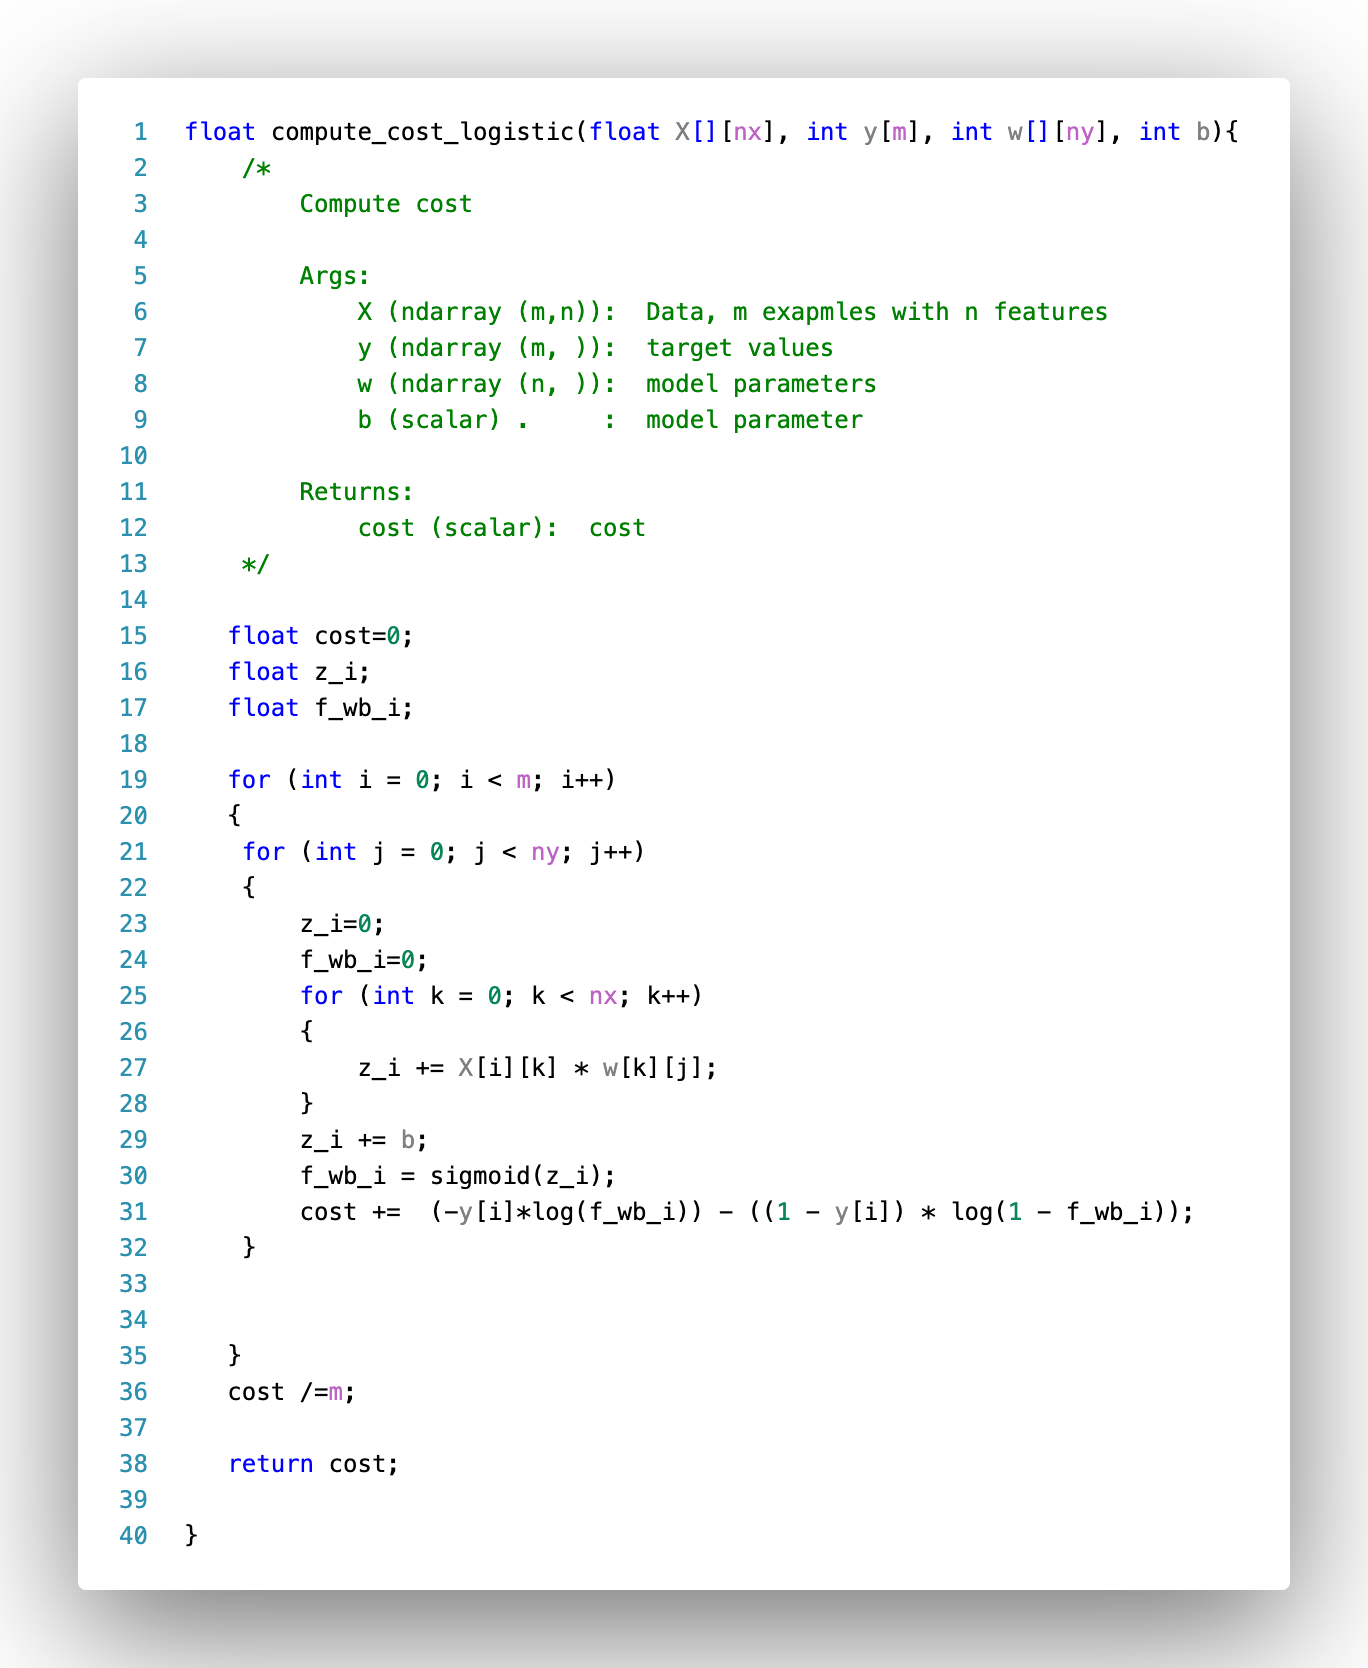 1 float compute_cost_logistic(float X[][nx], int y[m], int w[][ny], int b){
2 /*
3 Compute cost
4
5 Args:
6 X (ndarray (m,n)):  Data, m exapmles with n features
7 y (ndarray (m, )):  target values
8 w (ndarray (n, )):  model parameters
9 b (scalar) .     :  model parameter
10
11 Returns:
12 cost (scalar):  cost
13 */
14
15 float cost=0;
16 float z_i;
17 float f_wb_i;
18
19 for (int i = 0; i < m; i++)
20 {
21 for (int j = 0; j < ny; j++)
22 {
23 z_i=0;
24 f_wb_i=0;
25 for (int k = 0; k < nx; k++)
26 {
27 z_i += X[i][k] * w[k][j];
28 }
29 z_i += b;
30 f_wb_i = sigmoid(z_i);
31 cost +=  (-y[i]*log(f_wb_i)) - ((1 - y[i]) * log(1 - f_wb_i));
32 }
33
34
35 }
36 cost /=m;
37
38 return cost;
39
40 }